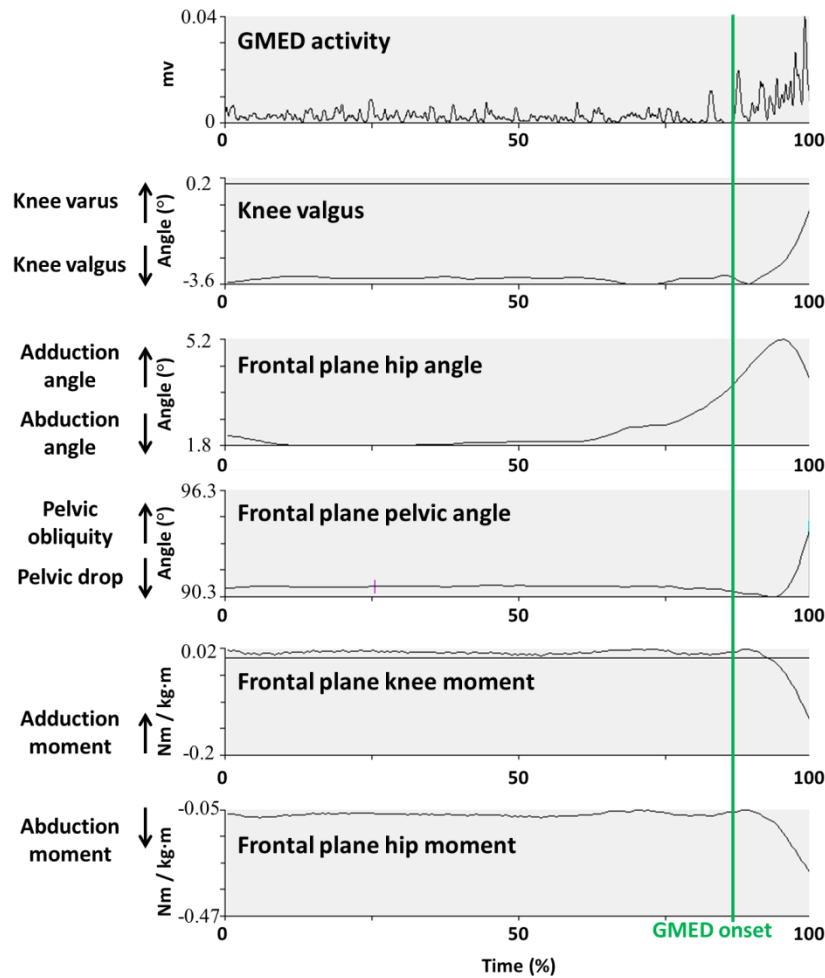 0.04
GMED activity
mv
0
0
50
100
Knee varus
Knee valgus
Angle (°)
0.2
Knee valgus
-3.6
0
50
100
Adduction
angle
Abduction
angle
Angle (°)
5.2
Frontal plane hip angle
1.8
0
50
100
Pelvic
obliquity
Pelvic drop
Angle (°)
96.3
Frontal plane pelvic angle
90.3
0
50
100
Adduction
moment
Nm / kg·m
0.02
Frontal plane knee moment
-0.2
0
50
100
Abduction
moment
Nm / kg·m
-0.05
Frontal plane hip moment
-0.47
GMED onset
0
50
100
Time (%)